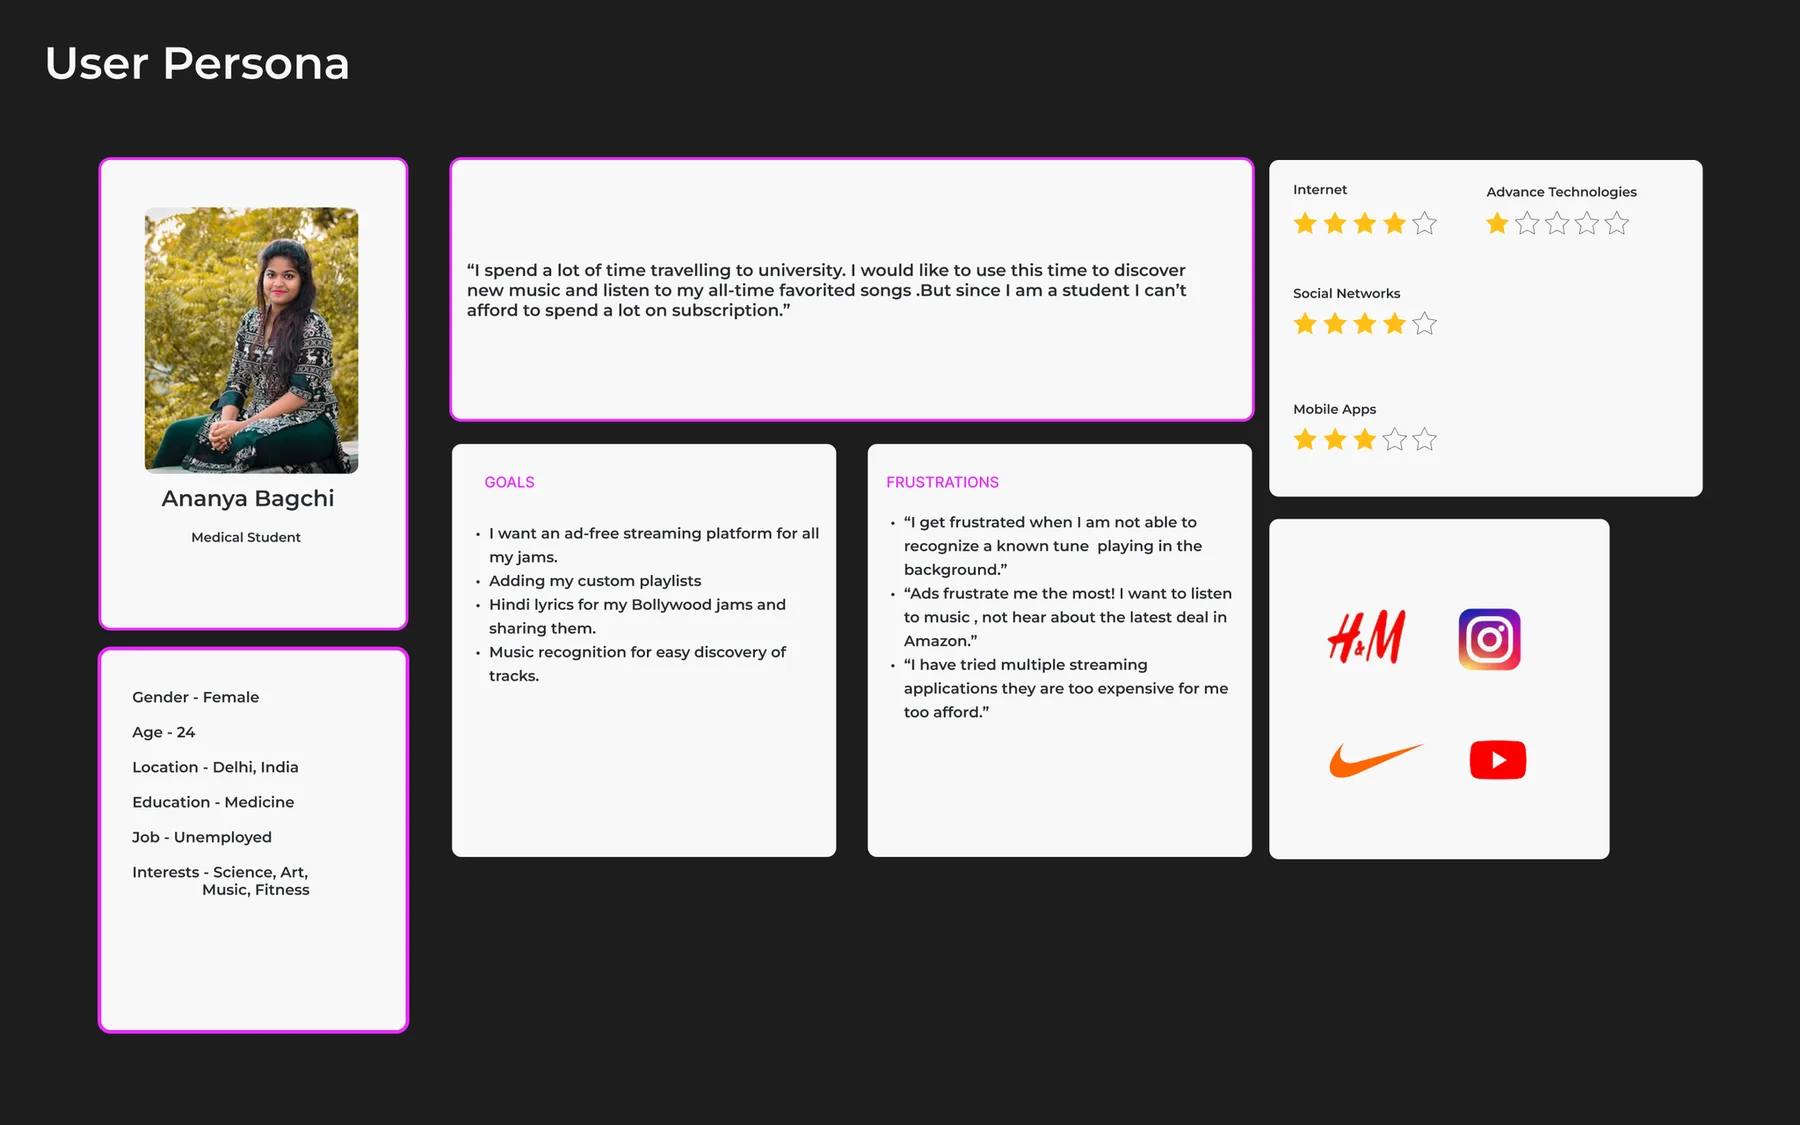 User Persona
Ananya Bagchi
Medical Student
Gender - Female
Age - 24
Location - Delhi, India
Education - Medicine
Job - Unemployed
Interests - Science, Art,
Music, Fitness
“I spend a lot of time travelling to university. I would like to use this time to discover
new music and listen to my all-time favorited songs .But since I am a student I can’t
afford to spend a lot on subscription.”
GOALS
• I want an ad-free streaming platform for all
my jams.
• Adding my custom playlists
• Hindi lyrics for my Bollywood jams and
sharing them.
• Music recognition for easy discovery of
tracks.
FRUSTRATIONS
• “I get frustrated when I am not able to
recognize a known tune  playing in the
background.”
• “Ads frustrate me the most! I want to listen
to music , not hear about the latest deal in
Amazon.”
• “I have tried multiple streaming
applications they are too expensive for me
too afford.”
Internet
Advance Technologies
Social Networks
Mobile Apps
H&M